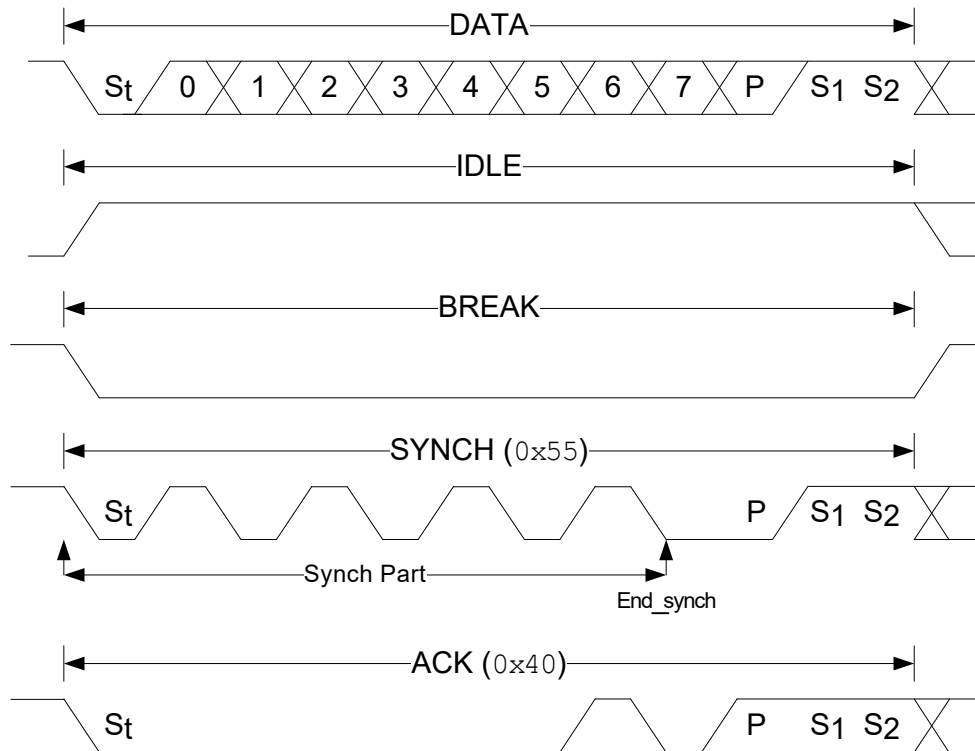 DATA
St 0 1 2 3 4 5 6 7 P S1 S2
IDLE
BREAK
SYNCH (0x55)
St P S1 S2
Synch Part
End_synch
ACK (0x40)
St P S1 S2